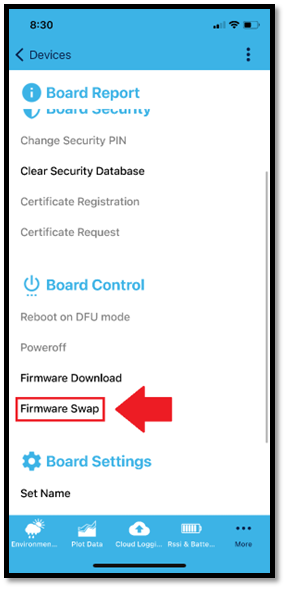 8:30
Devices
Board Report
Board Security
Change Security PIN
Clear Security Database
Certificate Registration
Certificate Request
Board Control
Reboot on DFU mode
Poweroff
Firmware Download
Firmware Swap
Board Settings
Set Name
Environmen... Plot Data Cloud Loggi... Rssi & Batte... More